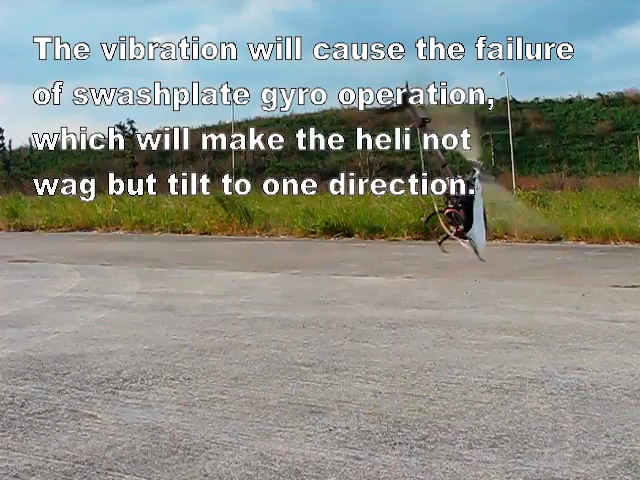 The vibration will cause the failure
of swashplate gyro operation,
which will make the heli not
wag but tilt to one direction.